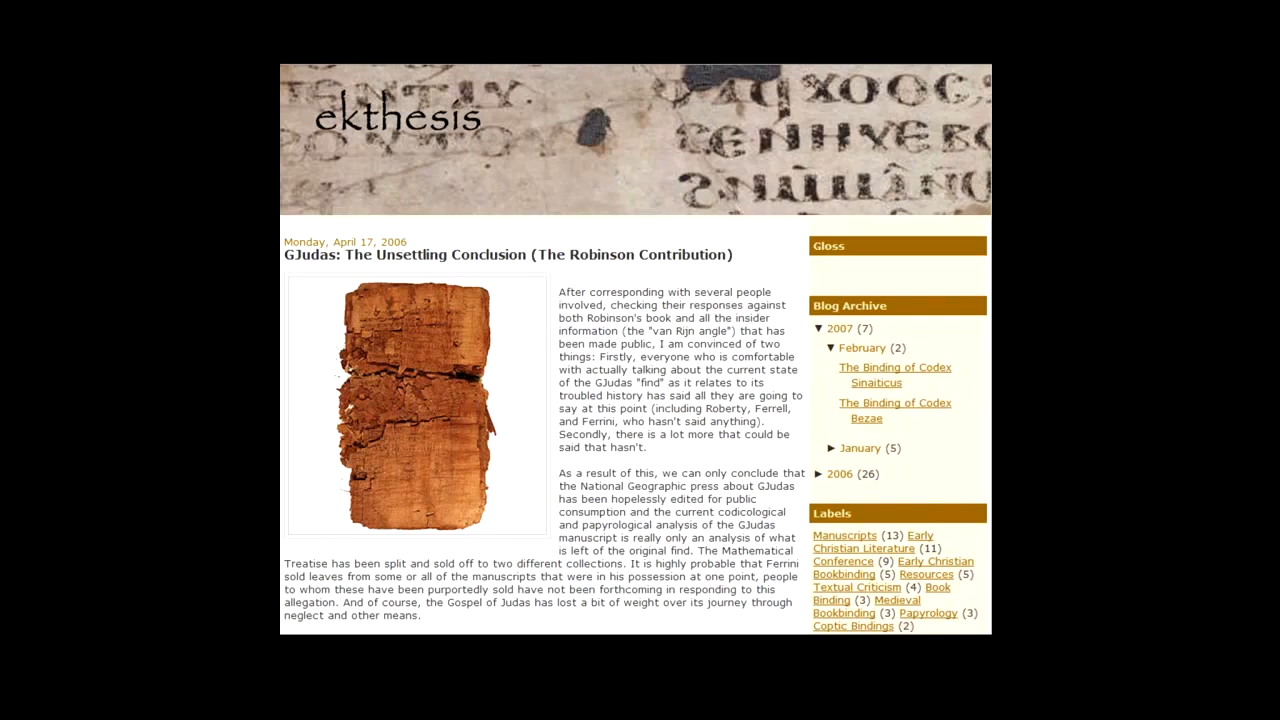 ekthesis
Monday, April 17, 2006
GJudas: The Unsettling Conclusion (The Robinson Contribution)
After corresponding with several people
involved, checking their responses against
both Robinson's book and all the insider
information (the "van Rijn angle") that has
been made public, I am convinced of two
things: Firstly, everyone who is comfortable
with actually talking about the current state
of the GJudas "find" as it relates to its
troubled history has said all they are going to
say at this point (including Roberty, Ferrell,
and Ferrini, who hasn't said anything).
Secondly, there is a lot more that could be
said that hasn't.
As a result of this, we can only conclude that
the National Geographic press about GJudas
has been hopelessly edited for public
consumption and the current codicological
and papyrological analysis of the GJudas
manuscript is really only an analysis of what
is left of the original find. The Mathematical
Treatise has been split and sold off to two different collections. It is highly probable that Ferrini
sold leaves from some or all of the manuscripts that were in his possession at one point, people
to whom these have been purportedly sold have not been forthcoming in responding to this
allegation. And of course, the Gospel of Judas has lost a bit of weight over its journey through
neglect and other means.
Gloss
Blog Archive
▼ 2007 (7)
▼ February (2)
The Binding of Codex
Sinaiticus
The Binding of Codex
Bezae
► January (5)
► 2006 (26)
Labels
Manuscripts (13) Early
Christian Literature (11)
Conference (9) Early Christian
Bookbinding (5) Resources (5)
Textual Criticism (4) Book
Binding (3) Medieval
Bookbinding (3) Papyrology (3)
Coptic Bindings (2)